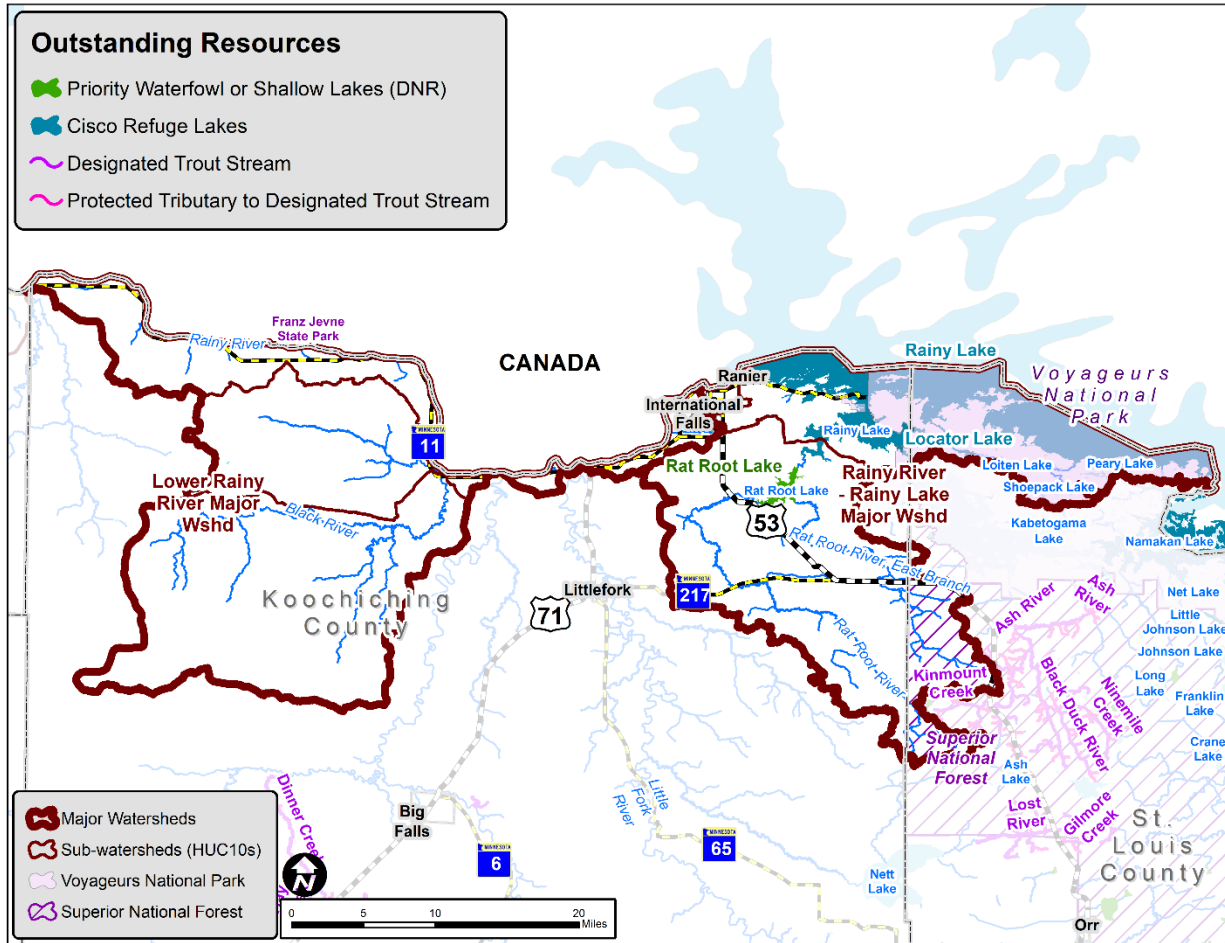 Outstanding Resources
Priority Waterfowl or Shallow Lakes (DNR)
Cisco Refuge Lakes
Designated Trout Stream
Protected Tributary to Designated Trout Stream
Franz Jevne
State Park
Rainy River
CANADA
Ranier
International
Falls
Rainy Lake
Voyageurs
National
Park
MINNESOTA
11
Rainy Lake
Locator Lake
Rat Root Lake
Loiten Lake
Peary Lake
Shoepack Lake
Lower Rainy
River Major
Wshd
Rat Root Lake
Rainy River
- Rainy Lake
Major Wshd
Kabetogama
Lake
Namakan Lake
Black River
53
Rat Root River, East Branch
Koochiching
County
Littlefork
71
MINNESOTA
217
Ash River
Ash
River
Net Lake
Little
Johnson Lake
Johnson Lake
Rat Root River
Kinmount
Creek
Black Duck River
Ninemile
Creek
Long
Lake
Franklin
Lake
Superior
National
Forest
Crane
Lake
Ash
Lake
Dinner Creek
Big
Falls
Little
Fork
River
Lost
River
Gilmore
Creek
St.
Louis
County
MINNESOTA
6
MINNESOTA
65
Nett
Lake
Orr
Major Watersheds
Sub-watersheds (HUC10s)
Voyageurs National Park
Superior National Forest
N
0 5 10 20
Miles